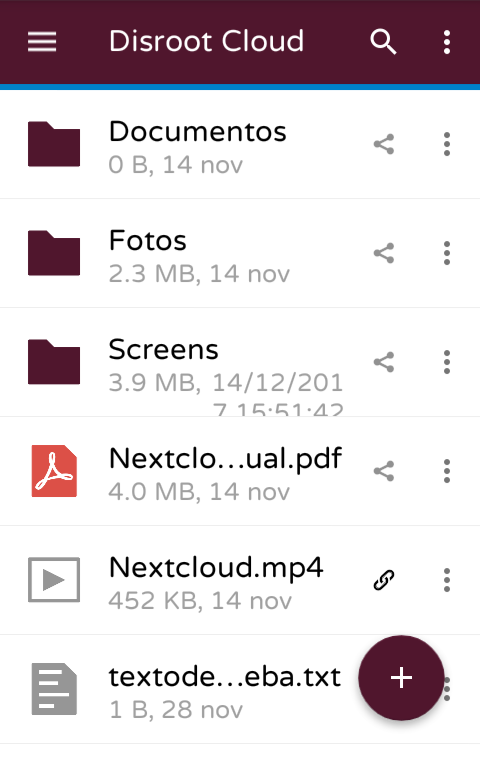 Disroot Cloud
Documentos
0 B, 14 nov
Fotos
2.3 MB, 14 nov
Screens
3.9 MB, 14/12/201
7 15:51:42
Nextclo...ual.pdf
4.0 MB, 14 nov
Nextcloud.mp4
452 KB, 14 nov
textode...eba.txt
1 B, 28 nov